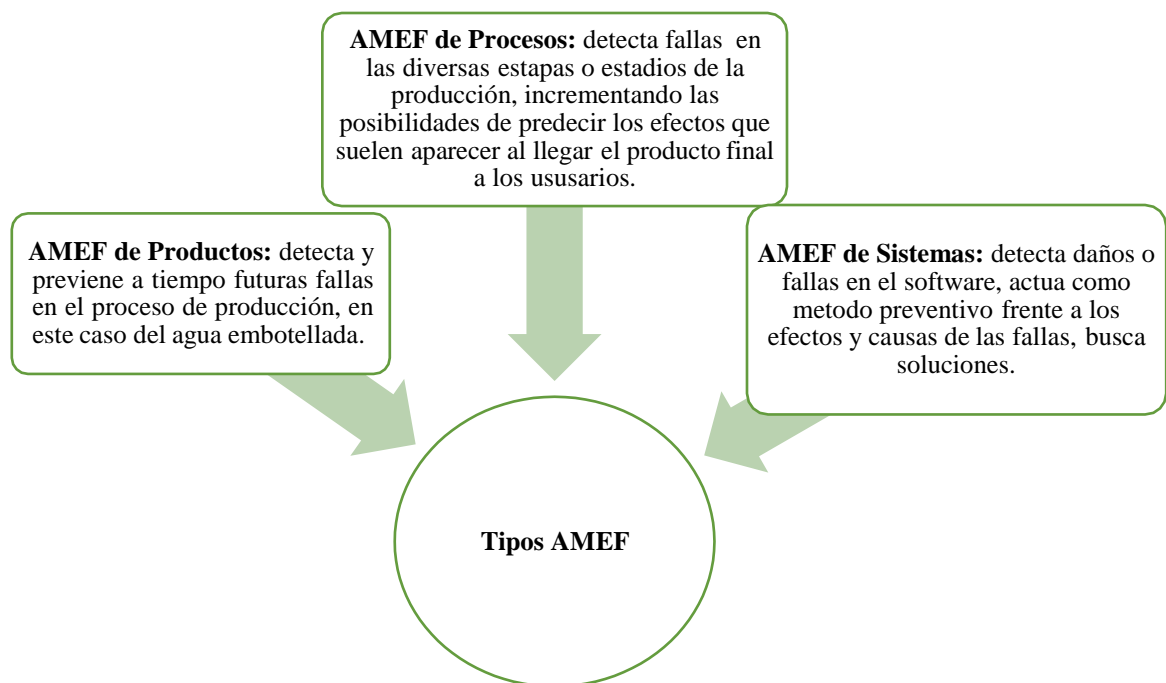 AMEF de Procesos: detecta fallas en
las diversas estapas o estadios de la
producción, incrementando las
posibilidades de predecir los efectos que
suelen aparecer al llegar el producto final
a los ususarios.
AMEF de Productos: detecta y
previene a tiempo futuras fallas
en el proceso de producción, en
este caso del agua embotellada.
AMEF de Sistemas: detecta daños o
fallas en el software, actua como
metodo preventivo frente a los
efectos y causas de las fallas, busca
soluciones.
Tipos AMEF